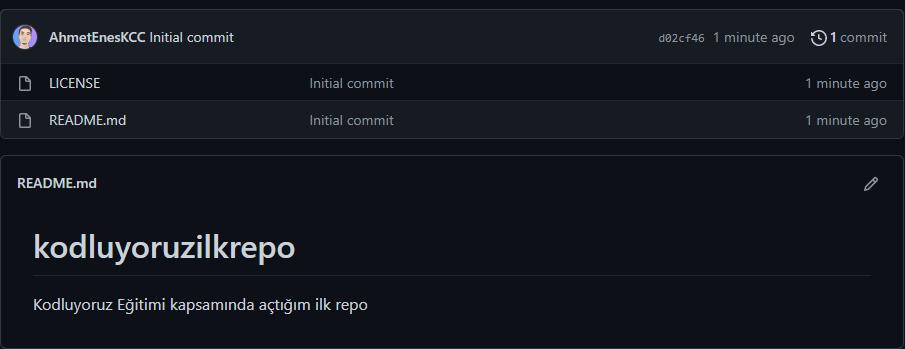 AhmetEnesKCC Initial commit d02cf46 1 minute ago 1 commit
LICENSE Initial commit 1 minute ago
README.md Initial commit 1 minute ago
README.md
kodluyoruzilkrepo
Kodluyoruz Eğitimi kapsamında açtığım ilk repo